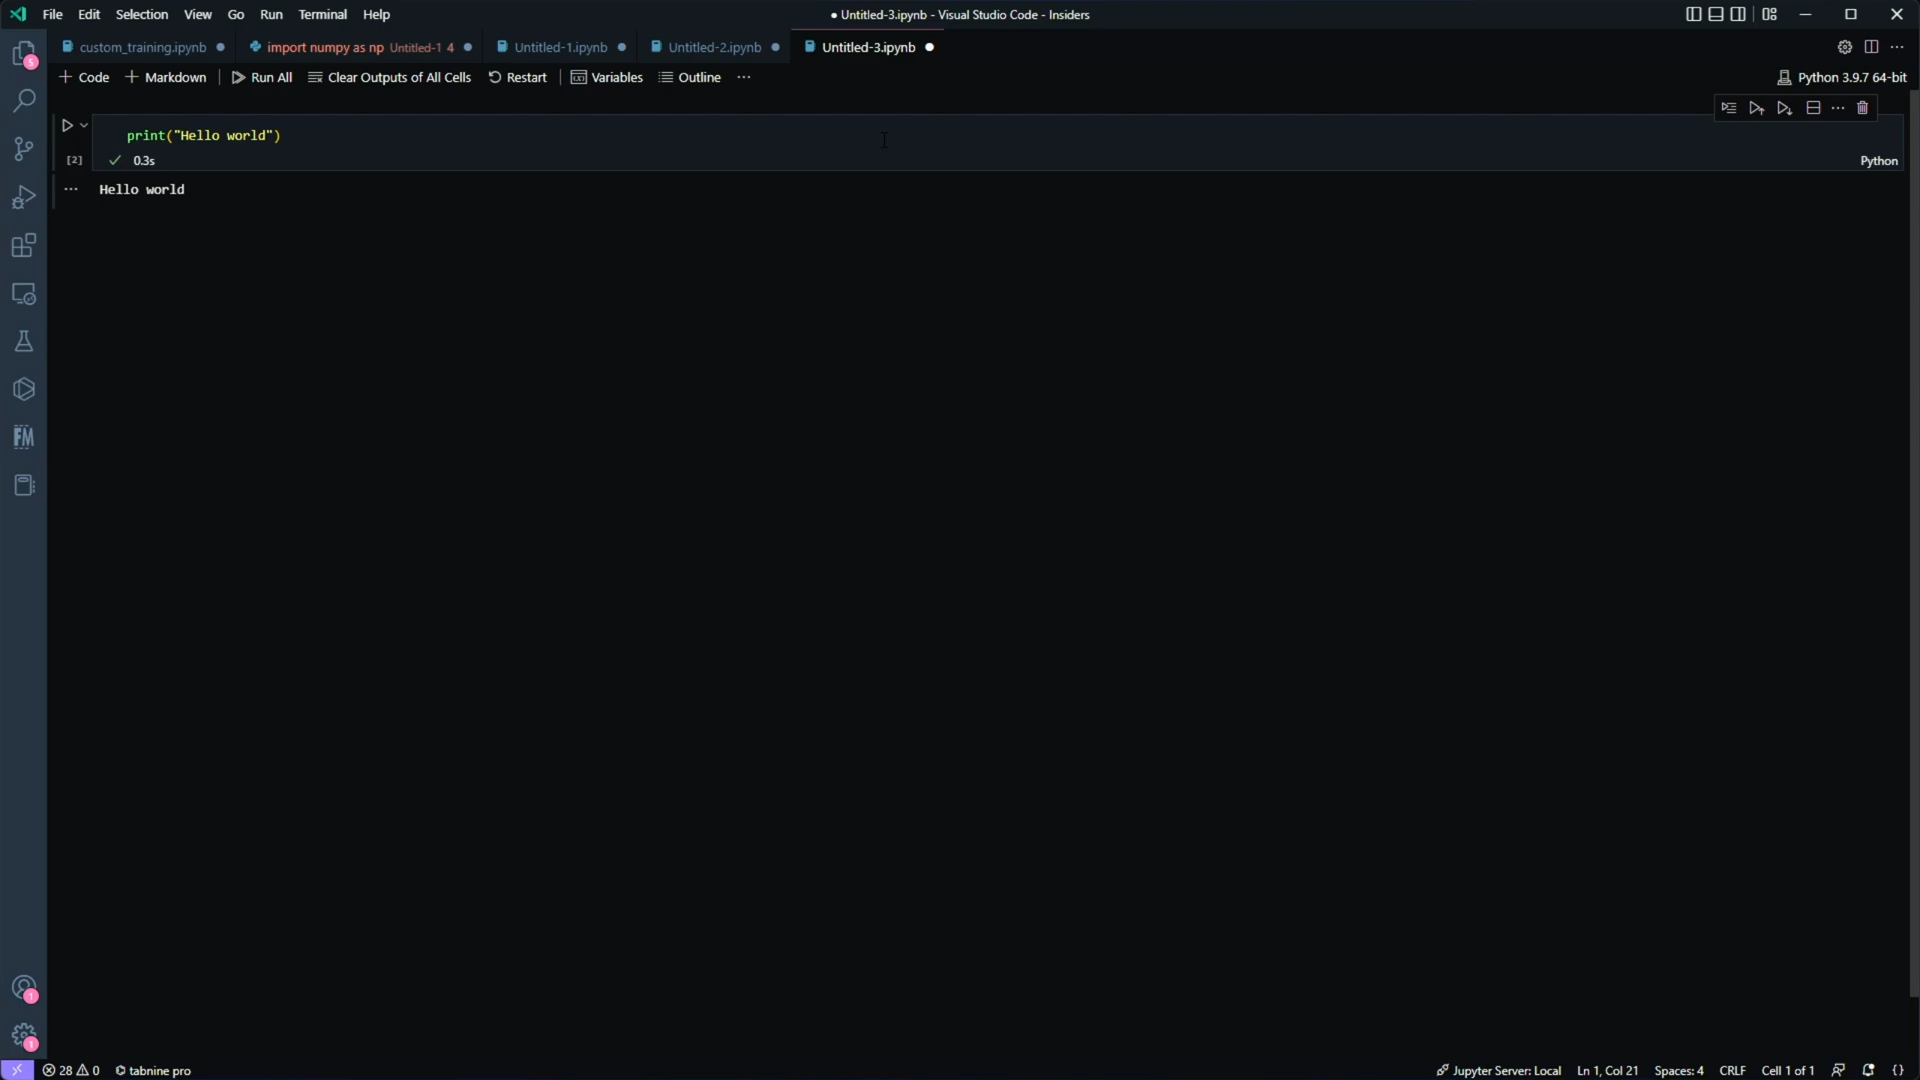 File Edit Selection View Go Run Terminal Help
● Untitled-3.ipynb - Visual Studio Code - Insiders
custom_training.ipynb
import numpy as np Untitled-1 4
Untitled-1.ipynb
Untitled-2.ipynb
Untitled-3.ipynb
5
+ Code + Markdown Run All Clear Outputs of All Cells Restart Variables Outline ...
Python 3.9.7 64-bit
print("Hello world")
[2] ✓ 0.3s
Python
... Hello world
FM
1
1
28 0 tabnine pro
Jupyter Server: Local Ln 1, Col 21 Spaces: 4 CRLF Cell 1 of 1 {}